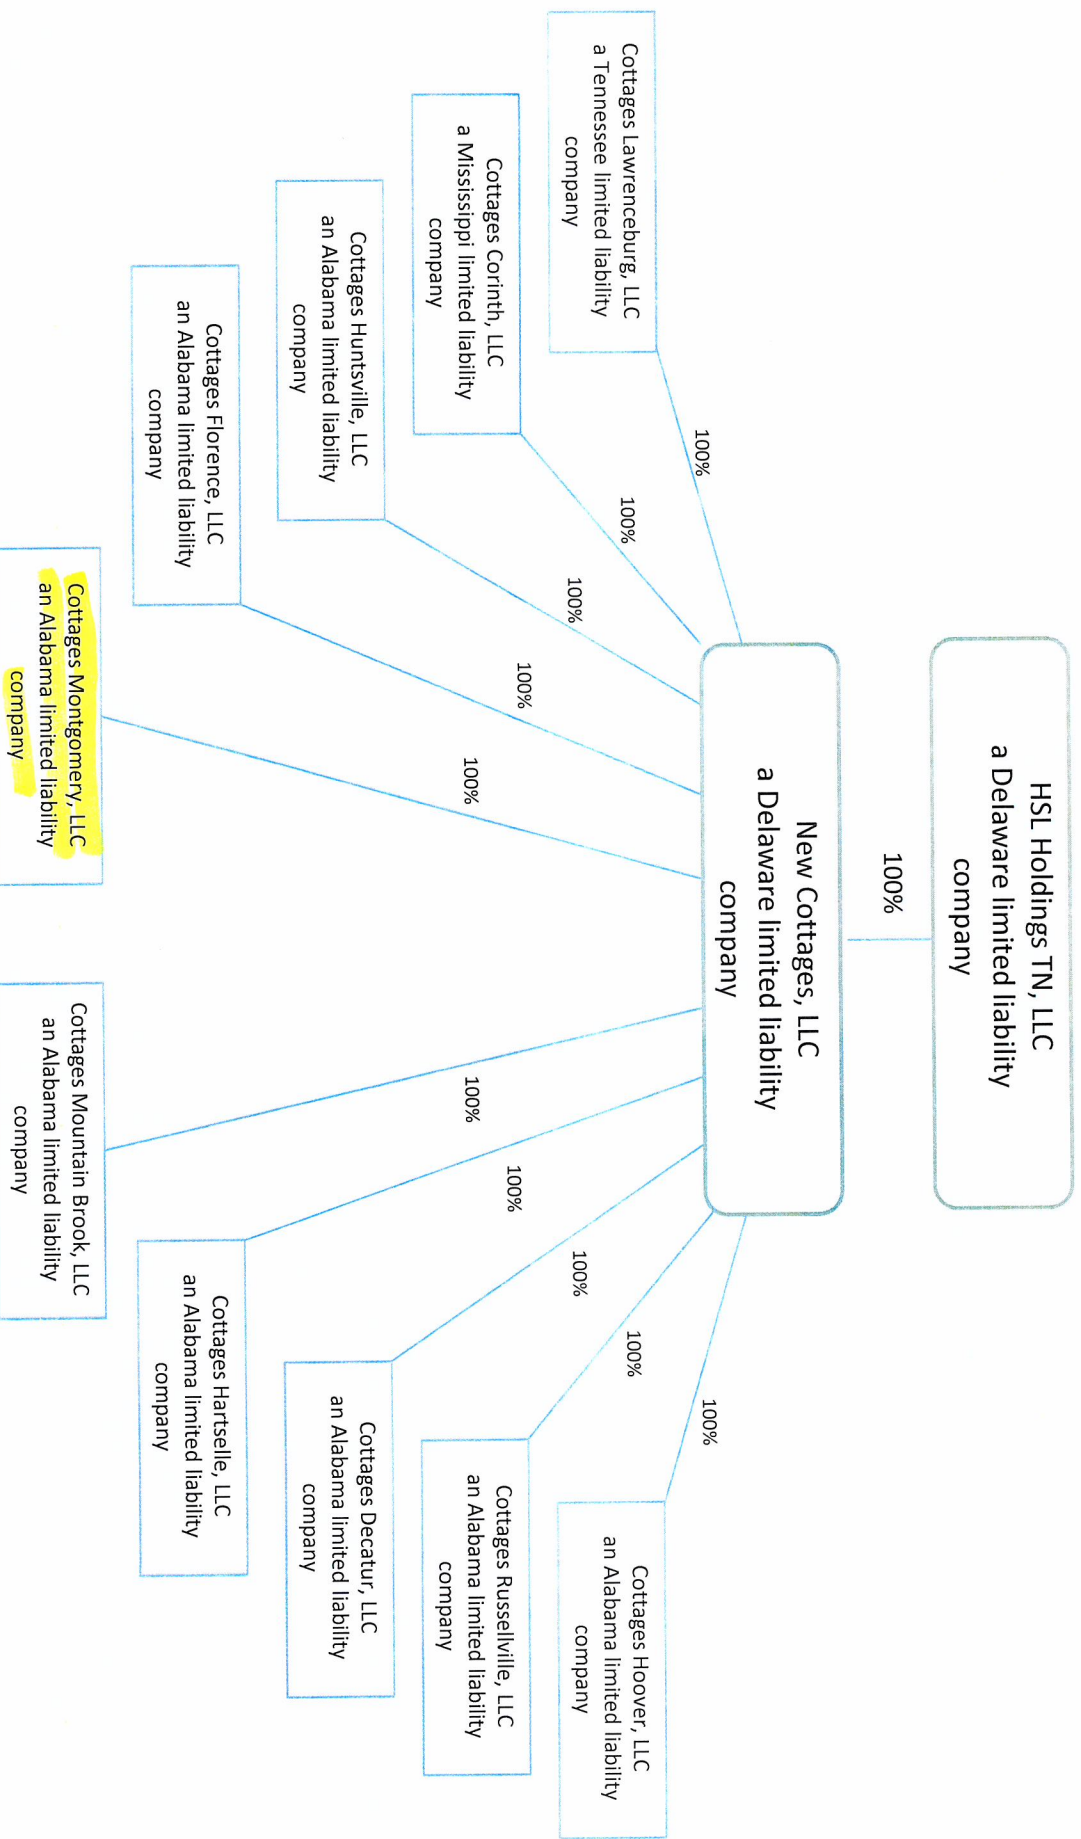 HSL Holdings TN, LLC
a Delaware limited liability
company
100%
New Cottages, LLC
a Delaware limited liability
company
100%
100%
100%
100%
100%
100%
100%
100%
100%
100%
Cottages Lawrenceburg, LLC
a Tennessee limited liability
company
Cottages Corinth, LLC
a Mississippi limited liability
company
Cottages Huntsville, LLC
an Alabama limited liability
company
Cottages Florence, LLC
an Alabama limited liability
company
Cottages Montgomery, LLC
an Alabama limited liability
company
Cottages Mountain Brook, LLC
an Alabama limited liability
company
Cottages Hartselle, LLC
an Alabama limited liability
company
Cottages Decatur, LLC
an Alabama limited liability
company
Cottages Russellville, LLC
an Alabama limited liability
company
Cottages Hoover, LLC
an Alabama limited liability
company